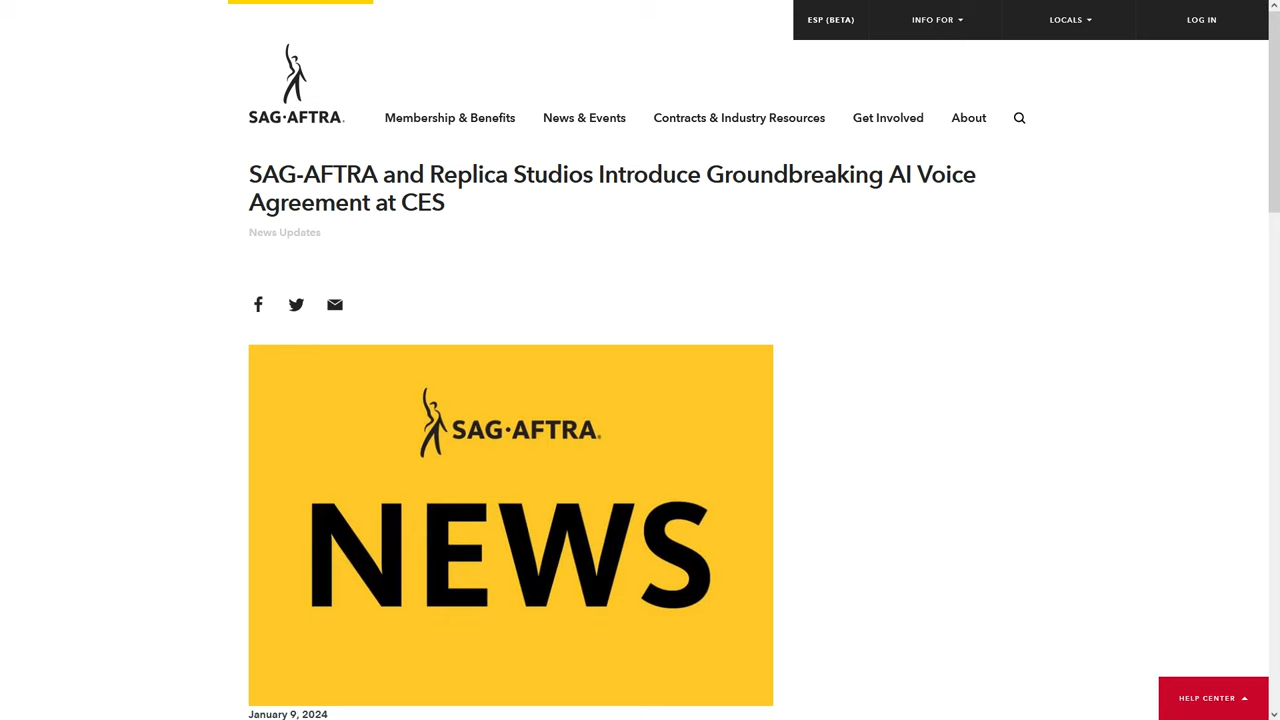 ESP (BETA) INFO FOR LOCALS LOG IN
SAG·AFTRA.
Membership & Benefits News & Events Contracts & Industry Resources Get Involved About
SAG-AFTRA and Replica Studios Introduce Groundbreaking AI Voice
Agreement at CES
News Updates
SAG·AFTRA®
NEWS
January 9, 2024
HELP CENTER